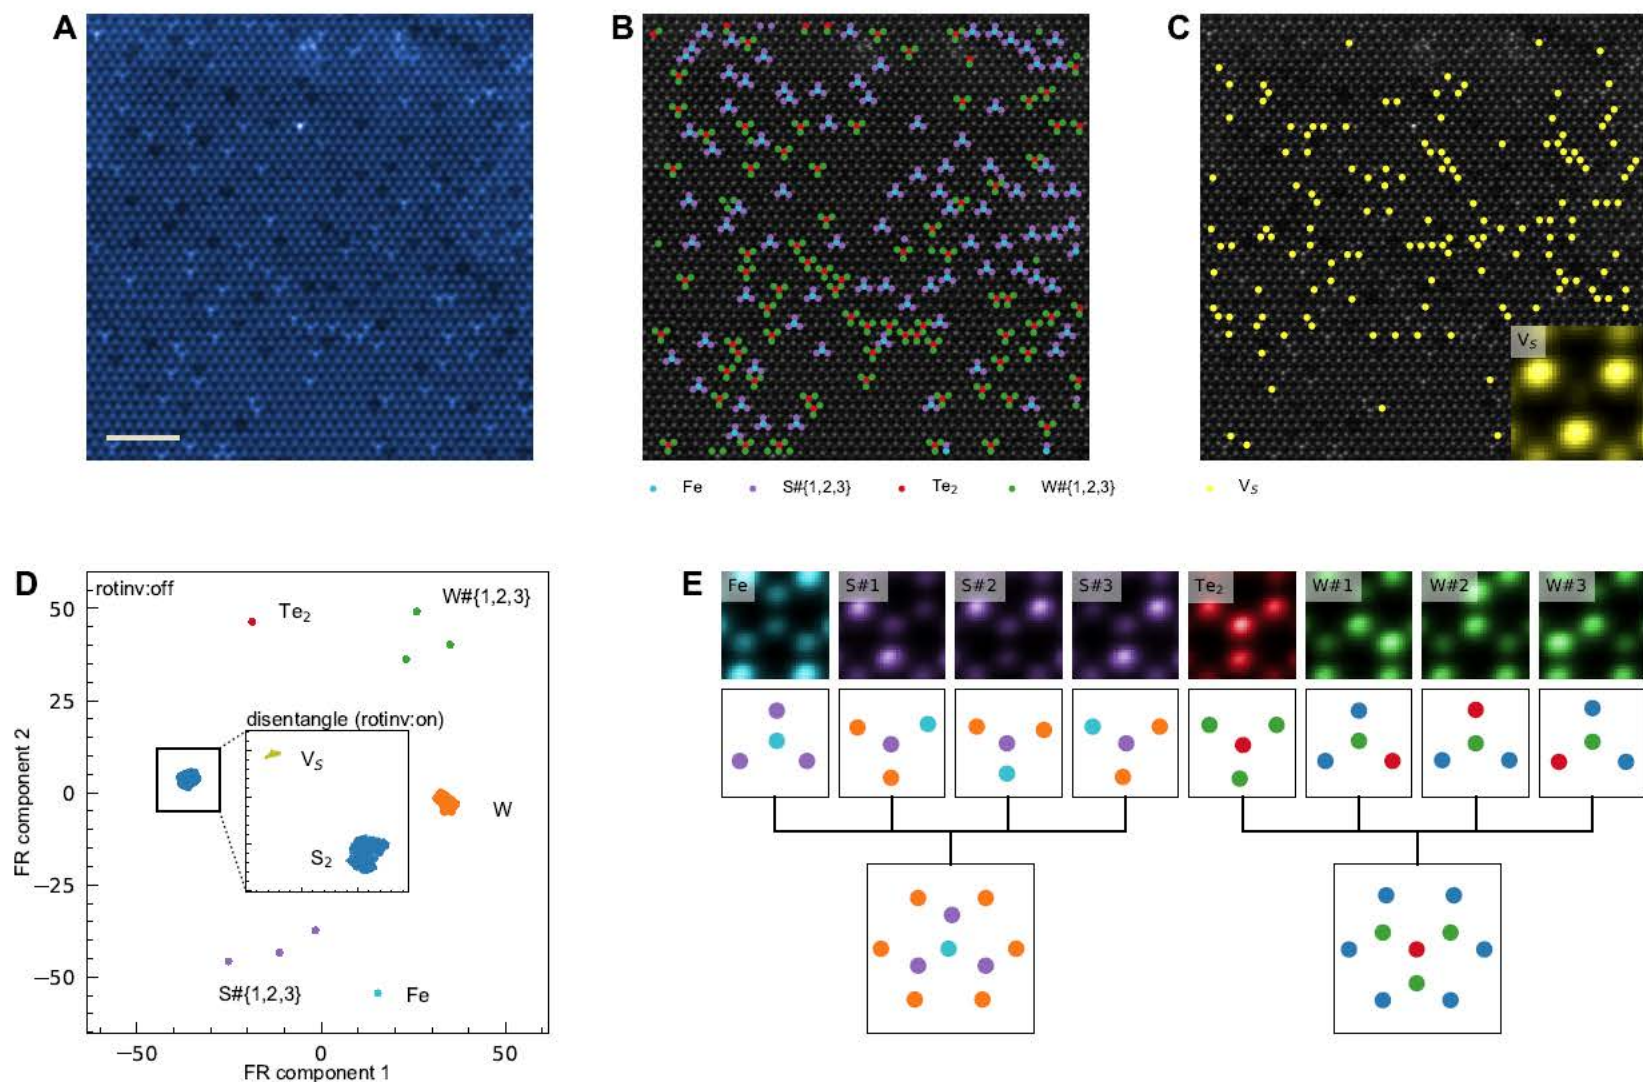 A
B
C
V_S
Fe
S#{1,2,3}
Te₂
W#{1,2,3}
V_S
D
rotinv:off
Te₂
W#{1,2,3}
disentangle (rotinv:on)
V_S
S₂
W
S#{1,2,3}
Fe
50
25
0
−25
−50
−50
0
50
FR component 2
FR component 1
E
Fe
S#1
S#2
S#3
Te₂
W#1
W#2
W#3